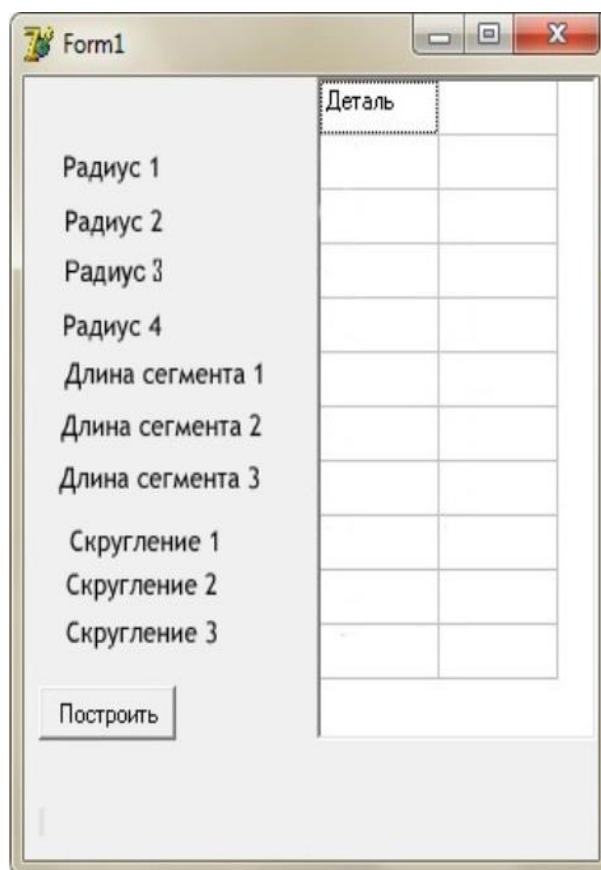 Form1
Деталь
Радиус 1
Радиус 2
Радиус 3
Радиус 4
Длина сегмента 1
Длина сегмента 2
Длина сегмента 3
Скругление 1
Скругление 2
Скругление 3
Построить